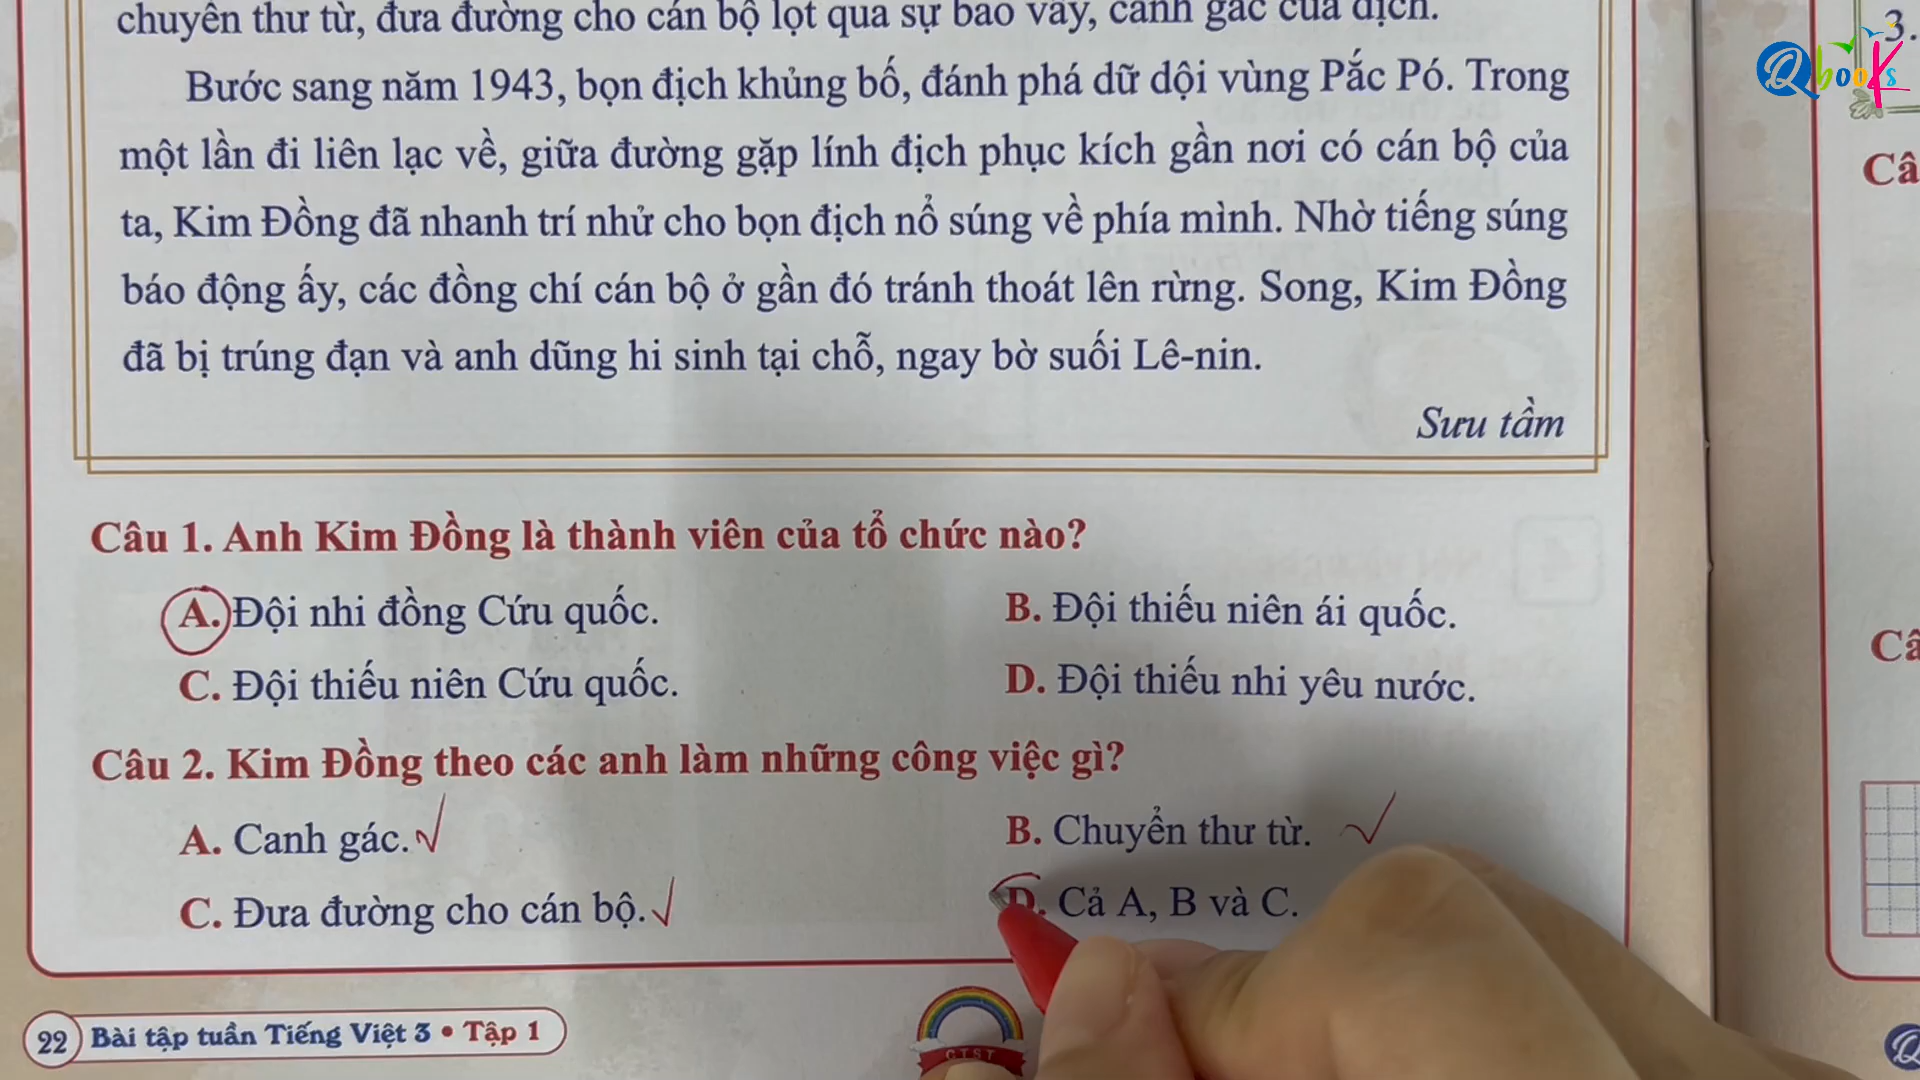 chuyển thư từ, đưa đường cho cán bộ lọt qua sự bao vây, canh gác của địch.
Bước sang năm 1943, bọn địch khủng bố, đánh phá dữ dội vùng Pắc Pó. Trong
một lần đi liên lạc về, giữa đường gặp lính địch phục kích gần nơi có cán bộ của
ta, Kim Đồng đã nhanh trí nhử cho bọn địch nổ súng về phía mình. Nhờ tiếng súng
báo động ấy, các đồng chí cán bộ ở gần đó tránh thoát lên rừng. Song, Kim Đồng
đã bị trúng đạn và anh dũng hi sinh tại chỗ, ngay bờ suối Lê-nin.
Sưu tầm
Câu 1. Anh Kim Đồng là thành viên của tổ chức nào?
A. Đội nhi đồng Cứu quốc.
B. Đội thiếu niên ái quốc.
C. Đội thiếu niên Cứu quốc.
D. Đội thiếu nhi yêu nước.
Câu 2. Kim Đồng theo các anh làm những công việc gì?
A. Canh gác.
B. Chuyển thư từ.
C. Đưa đường cho cán bộ.
D. Cả A, B và C.
22 Bài tập tuần Tiếng Việt 3 • Tập 1
CTST
Qbooks
3.
Câ
Câ